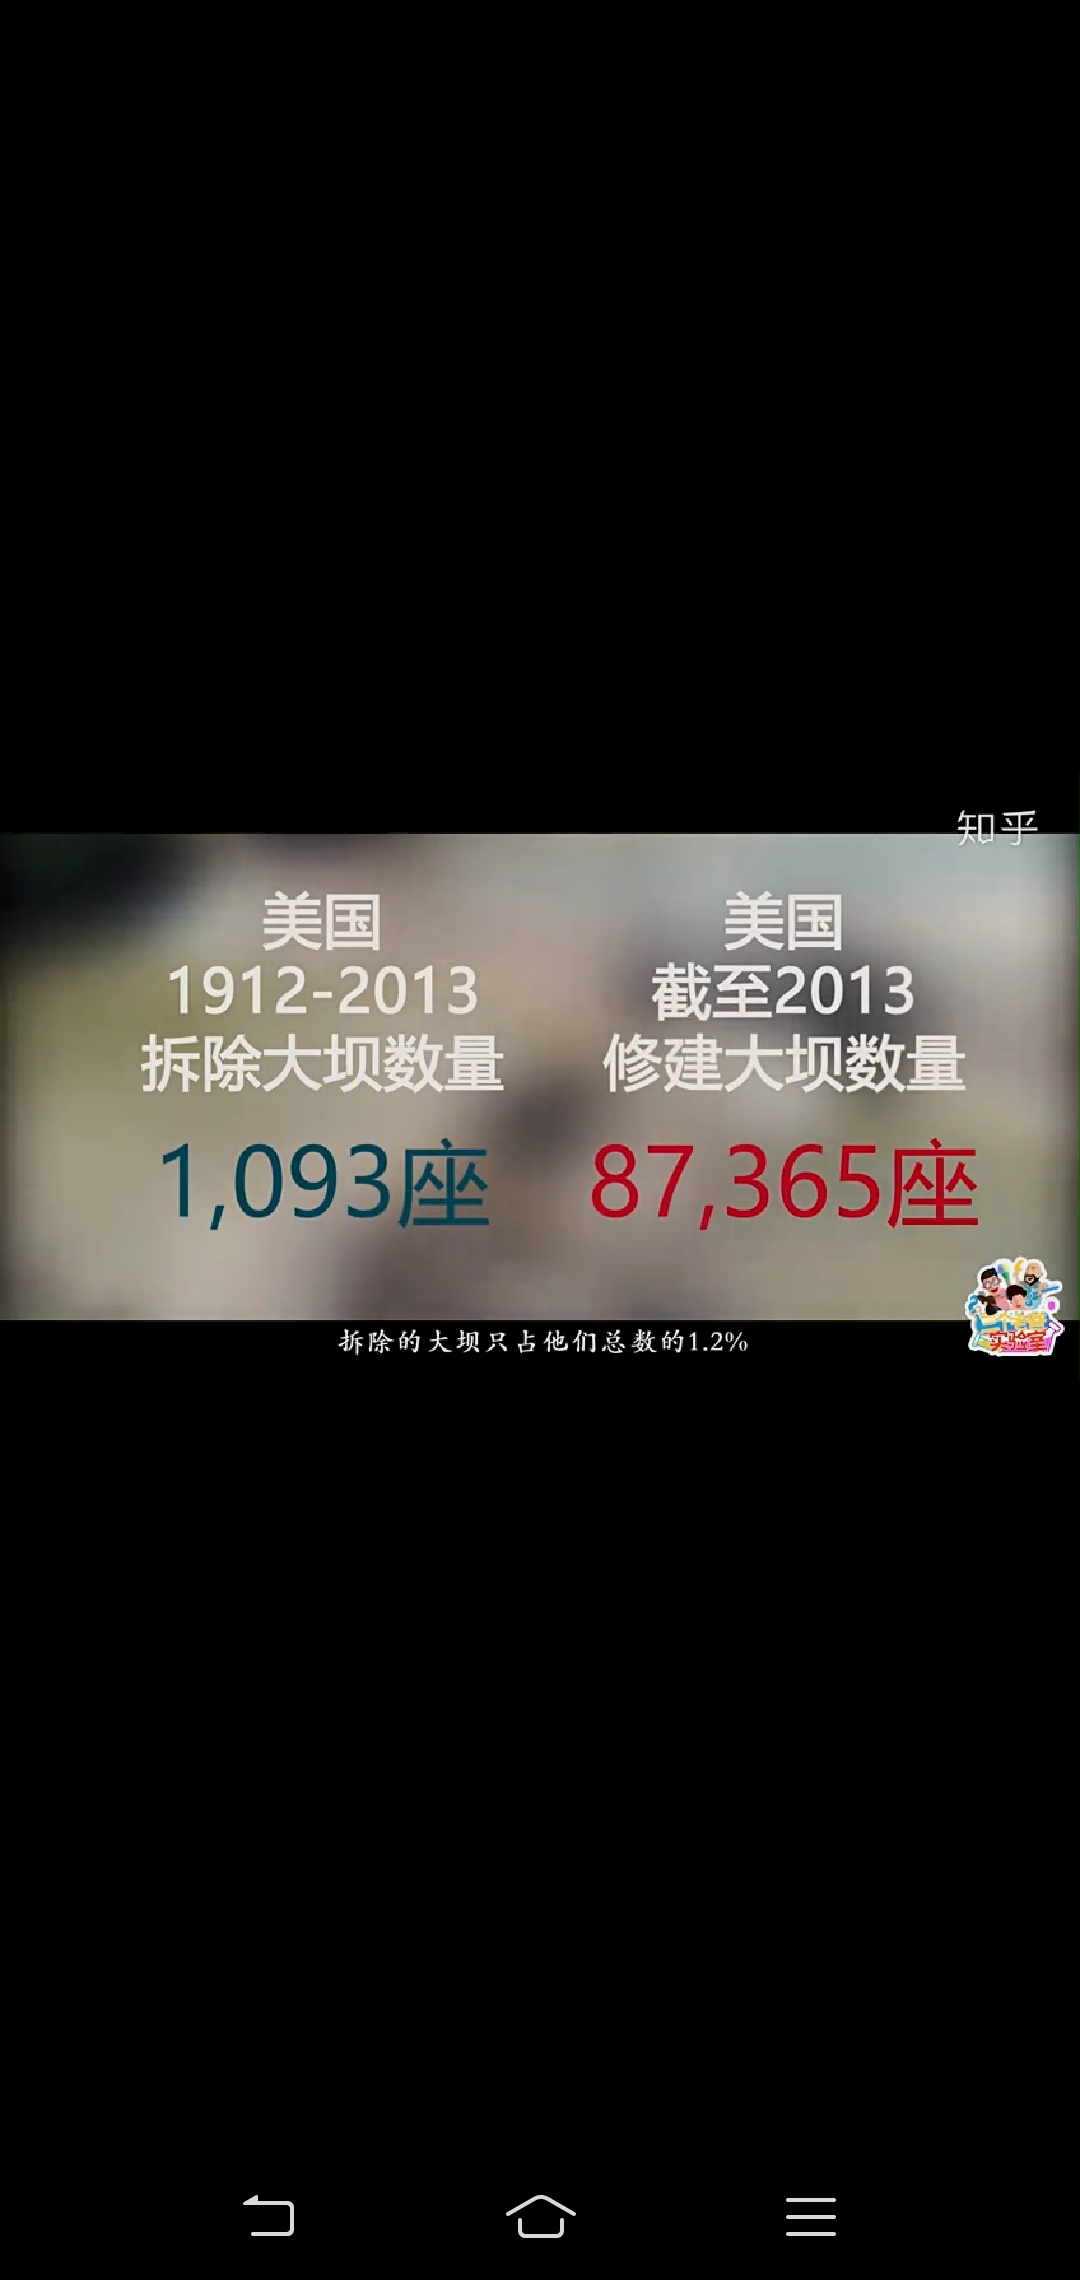 知乎
美国
1912-2013
拆除大坝数量
1,093座
美国
截至2013
修建大坝数量
87,365座
实验室
拆除的大坝只占他们总数的1.2%